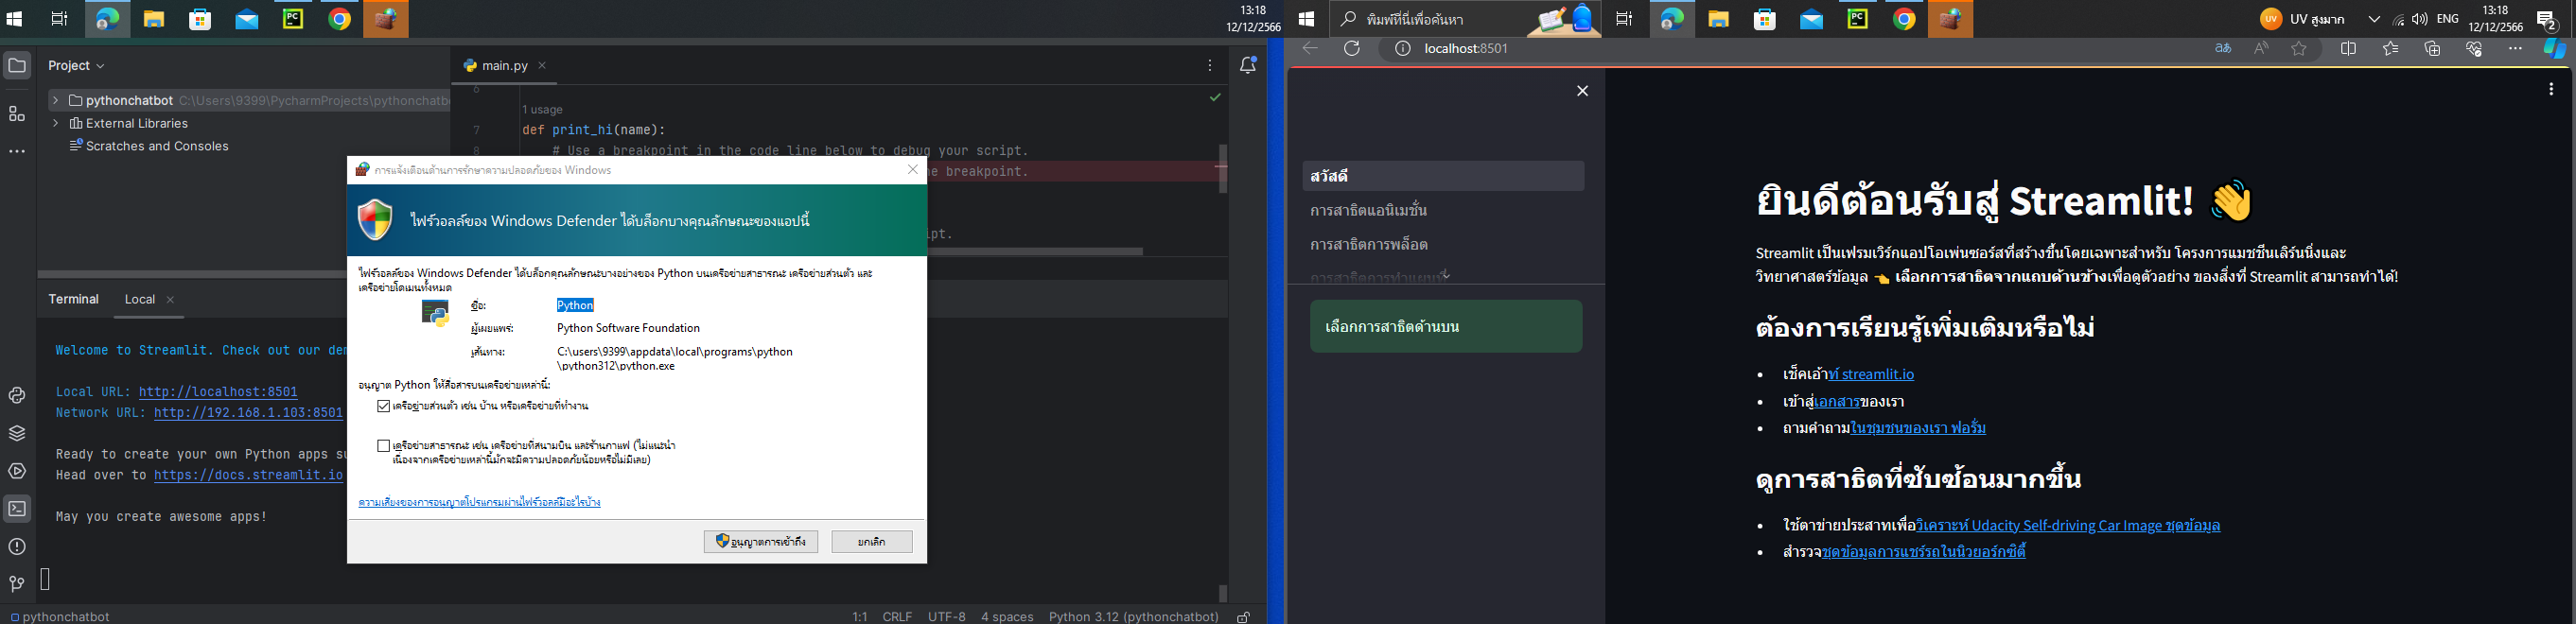 13:18
12/12/2566
Project
main.py
pythonchatbot C:\Users\9399\PycharmProjects\pythonchatb
External Libraries
Scratches and Consoles
6
1 usage
7 def print_hi(name):
8 # Use a breakpoint in the code line below to debug your script.
he breakpoint.
ipt.
การแจ้งเตือนด้านการรักษาความปลอดภัยของ Windows
ไฟร์วอลล์ของ Windows Defender ได้บล็อกบางคุณลักษณะของแอปนี้
ไฟร์วอลล์ของ Windows Defender ได้บล็อกคุณลักษณะบางอย่างของ Python บนเครือข่ายสาธารณะ เครือข่ายส่วนตัว และ
เครือข่ายโดเมนทั้งหมด
ชื่อ: Python
ผู้เผยแพร่: Python Software Foundation
เส้นทาง: C:\users\9399\appdata\local\programs\python
\python312\python.exe
อนุญาต Python ให้สื่อสารบนเครือข่ายเหล่านี้:
เครือข่ายส่วนตัว เช่น บ้าน หรือเครือข่ายที่ทำงาน
เครือข่ายสาธารณะ เช่น เครือข่ายที่สนามบิน และร้านกาแฟ (ไม่แนะนำ
เนื่องจากเครือข่ายเหล่านี้มักจะมีความปลอดภัยน้อยหรือไม่มีเลย)
ความเสี่ยงของการอนุญาตโปรแกรมผ่านไฟร์วอลล์มีอะไรบ้าง
อนุญาตการเข้าถึง
ยกเลิก
Terminal
Local
Welcome to Streamlit. Check out our de
Local URL: http://localhost:8501
Network URL: http://192.168.1.103:8501
Ready to create your own Python apps su
Head over to https://docs.streamlit.io
May you create awesome apps!
pythonchatbot
1:1 CRLF UTF-8 4 spaces Python 3.12 (pythonchatbot)
พิมพ์ที่นี่เพื่อค้นหา
UV UV สูงมาก
ENG
13:18
12/12/2566
2
localhost:8501
สวัสดี
การสาธิตแอนิเมชั่น
การสาธิตการพล็อต
การสาธิตการทำแผนที่
เลือกการสาธิตด้านบน
ยินดีต้อนรับสู่ Streamlit! 👋
Streamlit เป็นเฟรมเวิร์กแอปโอเพ่นซอร์สที่สร้างขึ้นโดยเฉพาะสำหรับ โครงการแมชชีนเลิร์นนิ่งและ
วิทยาศาสตร์ข้อมูล 👈 เลือกการสาธิตจากแถบด้านข้างเพื่อดูตัวอย่าง ของสิ่งที่ Streamlit สามารถทำได้!
ต้องการเรียนรู้เพิ่มเติมหรือไม่
• เช็คเอ้าท์ streamlit.io
• เข้าสู่เอกสารของเรา
• ถามคำถามในชุมชนของเรา ฟอรั่ม
ดูการสาธิตที่ซับซ้อนมากขึ้น
• ใช้ตาข่ายประสาทเพื่อวิเคราะห์ Udacity Self-driving Car Image ชุดข้อมูล
• สำรวจชุดข้อมูลการแชร์รถในนิวยอร์กซิตี้